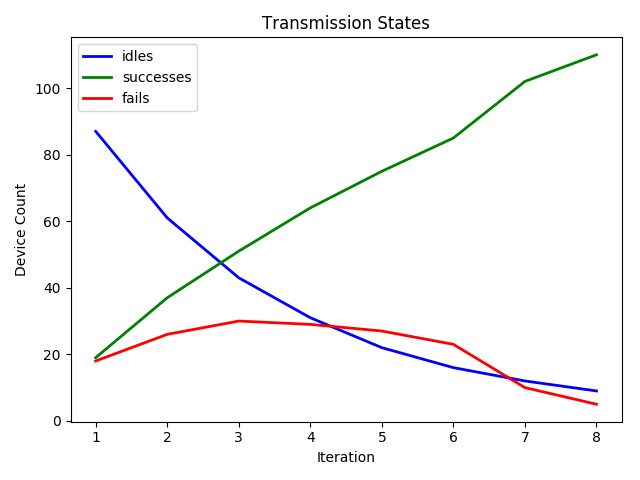 Transmission States
idles
successes
fails
Device Count
100
80
60
40
20
0
1 2 3 4 5 6 7 8
Iteration